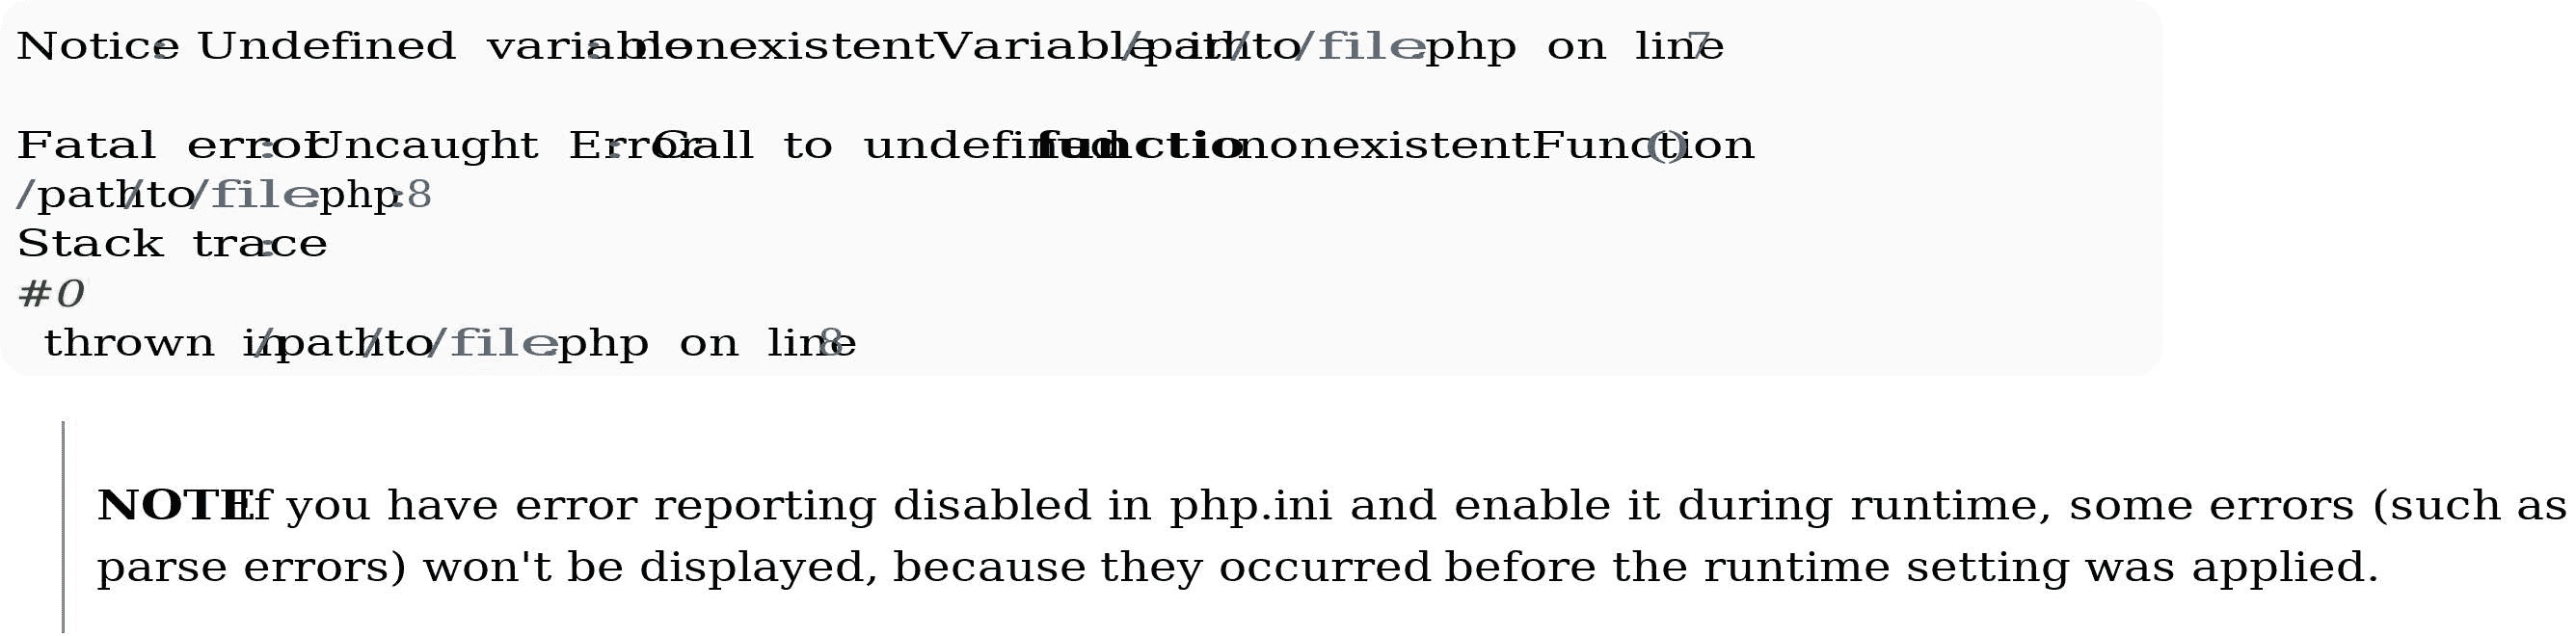 Notice: Undefined variable: nonexistentVariable in /path/to/file.php on line 7
Fatal error: Uncaught Error: Call to undefined function nonexistentFunction()
/path/to/file.php:8
Stack trace:
#0
thrown in /path/to/file.php on line 8
NOTE If you have error reporting disabled in php.ini and enable it during runtime, some errors (such as
parse errors) won't be displayed, because they occurred before the runtime setting was applied.